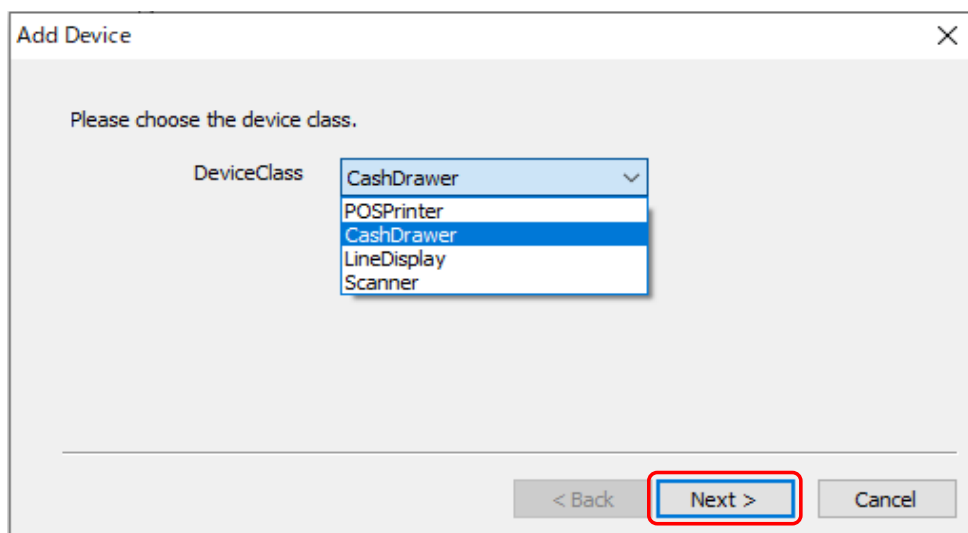 Add Device
Please choose the device class.
DeviceClass
CashDrawer
POSPrinter
CashDrawer
LineDisplay
Scanner
< Back
Next >
Cancel